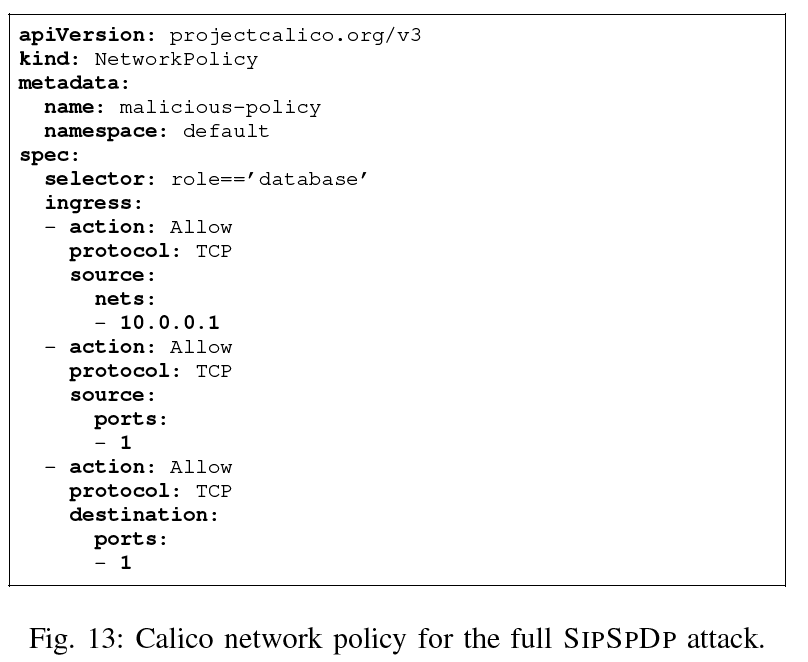 apiVersion: projectcalico.org/v3
kind: NetworkPolicy
metadata:
  name: malicious-policy
  namespace: default
spec:
  selector: role==’database’
  ingress:
  - action: Allow
    protocol: TCP
    source:
      nets:
      - 10.0.0.1
  - action: Allow
    protocol: TCP
    source:
      ports:
      - 1
  - action: Allow
    protocol: TCP
    destination:
      ports:
      - 1
Fig. 13: Calico network policy for the full SIPSPDP attack.